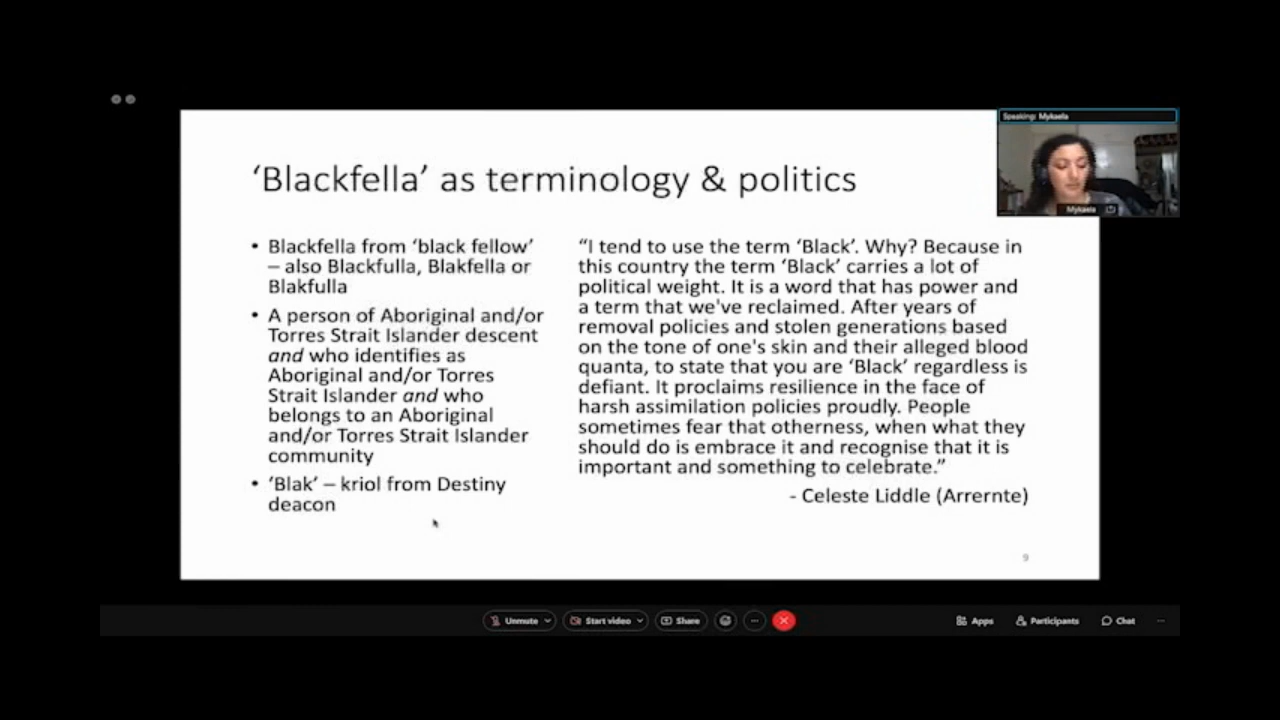 Speaking: Mykaela
Mykaela
‘Blackfella’ as terminology & politics
• Blackfella from ‘black fellow’
– also Blackfulla, Blakfella or
Blakfulla
• A person of Aboriginal and/or
Torres Strait Islander descent
and who identifies as
Aboriginal and/or Torres
Strait Islander and who
belongs to an Aboriginal
and/or Torres Strait Islander
community
• ‘Blak’ – kriol from Destiny
deacon
“I tend to use the term ‘Black’. Why? Because in
this country the term ‘Black’ carries a lot of
political weight. It is a word that has power and
a term that we've reclaimed. After years of
removal policies and stolen generations based
on the tone of one's skin and their alleged blood
quanta, to state that you are ‘Black’ regardless is
defiant. It proclaims resilience in the face of
harsh assimilation policies proudly. People
sometimes fear that otherness, when what they
should do is embrace it and recognise that it is
important and something to celebrate.”
- Celeste Liddle (Arrernte)
9
Unmute
Start video
Share
Apps
Participants
Chat